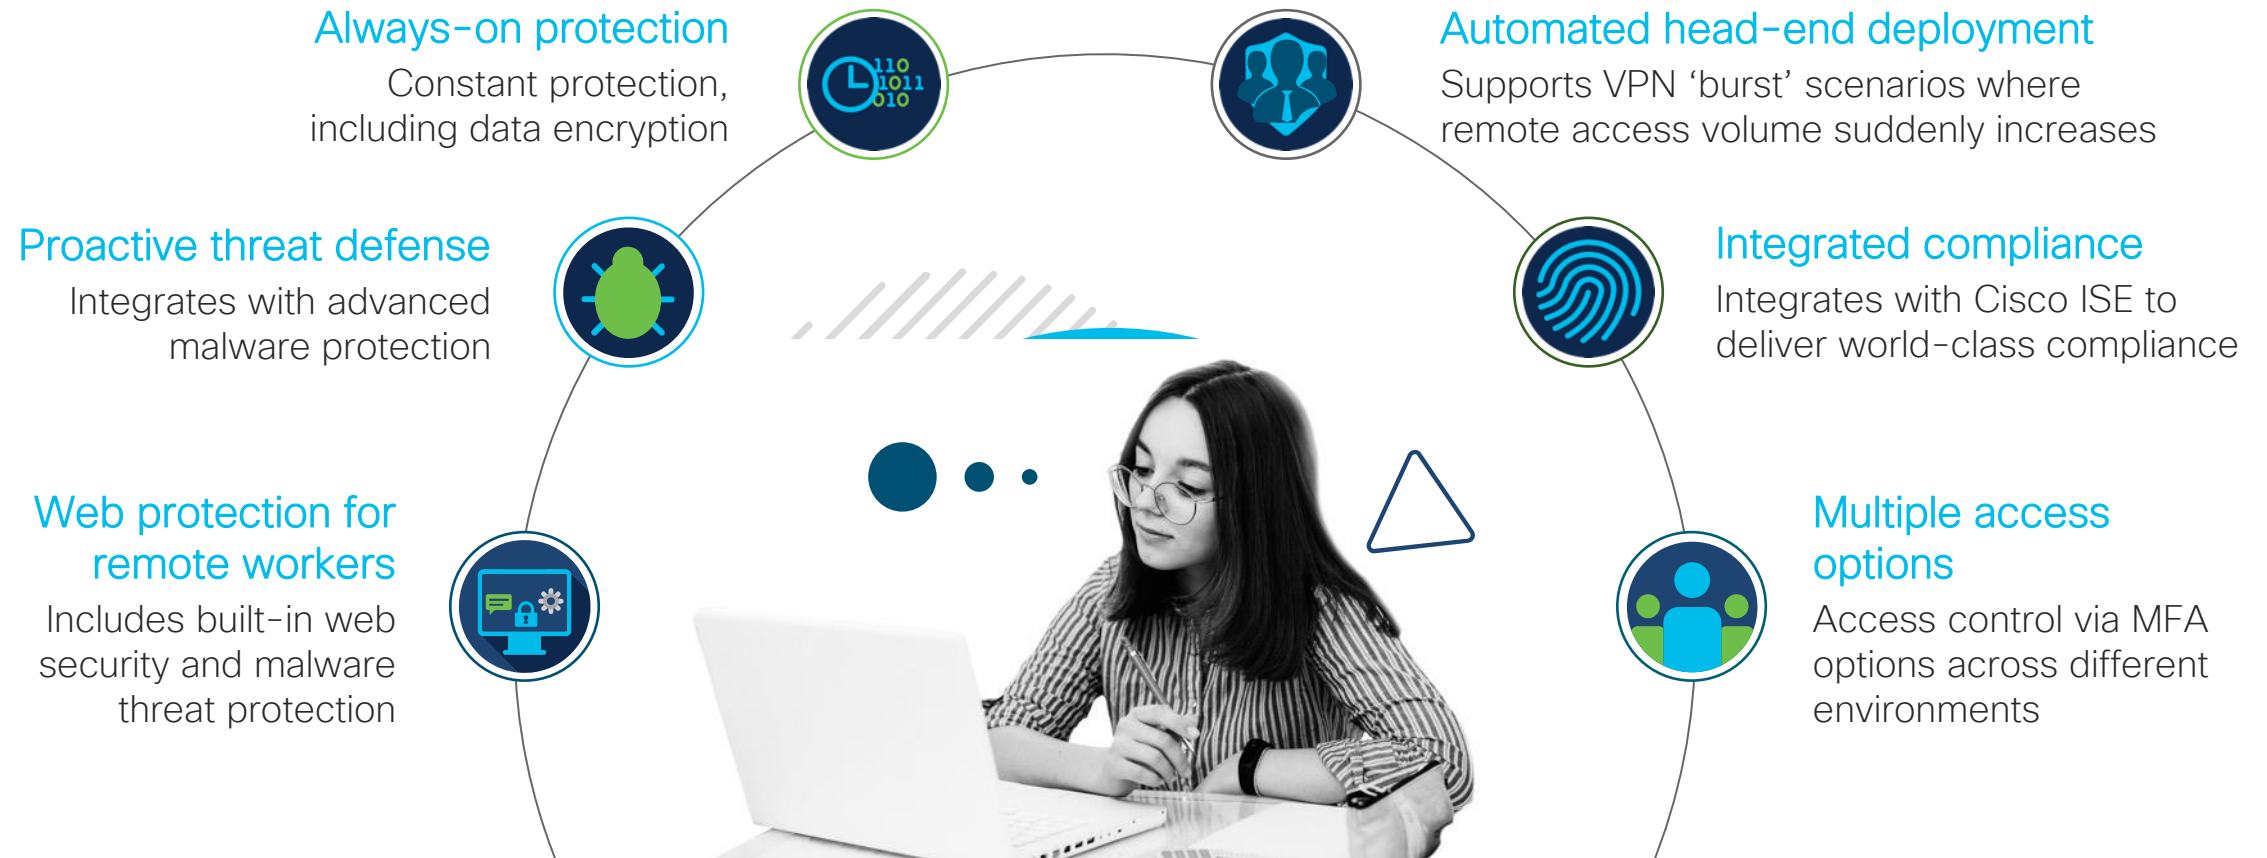 Always-on protection
Constant protection,
including data encryption
110
1011
010
Automated head-end deployment
Supports VPN ‘burst’ scenarios where
remote access volume suddenly increases
Proactive threat defense
Integrates with advanced
malware protection
Integrated compliance
Integrates with Cisco ISE to
deliver world-class compliance
Web protection for
remote workers
Includes built-in web
security and malware
threat protection
Multiple access
options
Access control via MFA
options across different
environments